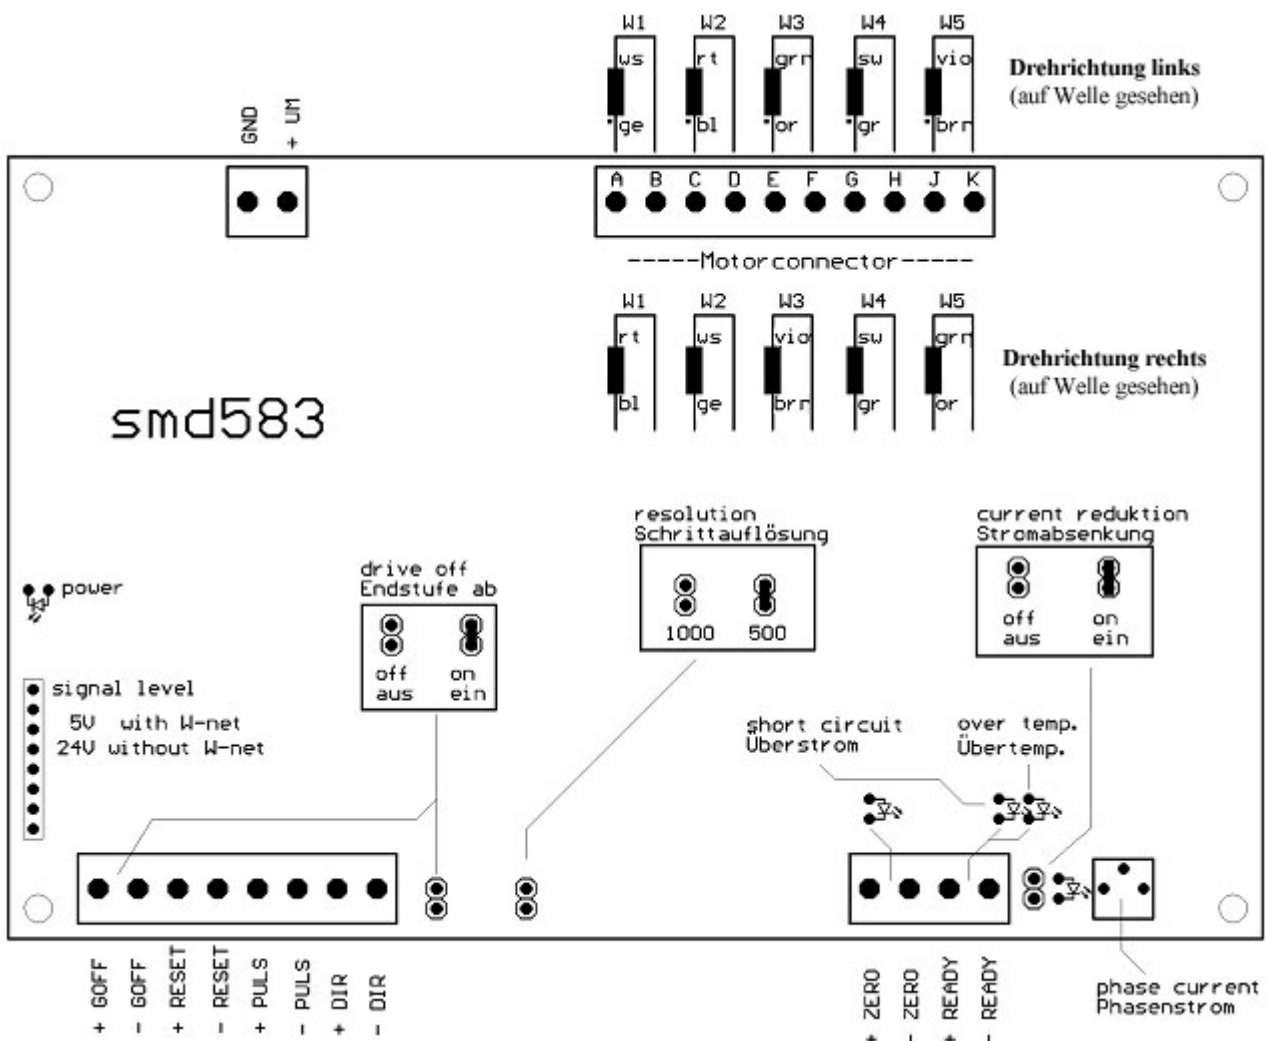 W1 W2 W3 W4 W5
ws rt grn sw vio
ge bl or gr brn
Drehrichtung links
(auf Welle gesehen)
GND
+ UM
A B C D E F G H J K
-----Motorconnector-----
W1 W2 W3 W4 W5
rt ws vio sw grn
bl ge brn gr or
Drehrichtung rechts
(auf Welle gesehen)
smd583
resolution
Schrittauflösung
1000 500
current reduktion
Stromabsenkung
off on
aus ein
drive off
Endstufe ab
off on
aus ein
power
signal level
5V with W-net
24V without W-net
short circuit
Überstrom
over temp.
Übertemp.
+ GOFF
- GOFF
+ RESET
- RESET
+ PULS
- PULS
+ DIR
- DIR
+ ZERO
- ZERO
+ READY
- READY
phase current
Phasenstrom